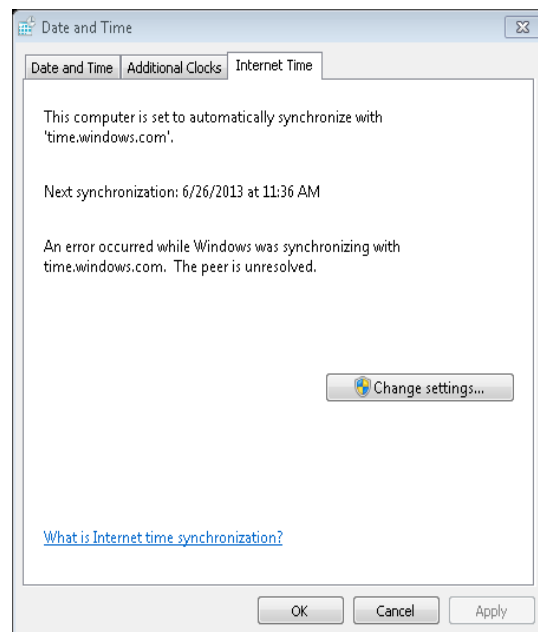 Date and Time
Date and Time Additional Clocks Internet Time
This computer is set to automatically synchronize with
'time.windows.com'.
Next synchronization: 6/26/2013 at 11:36 AM
An error occurred while Windows was synchronizing with
time.windows.com. The peer is unresolved.
Change settings...
What is Internet time synchronization?
OK Cancel Apply